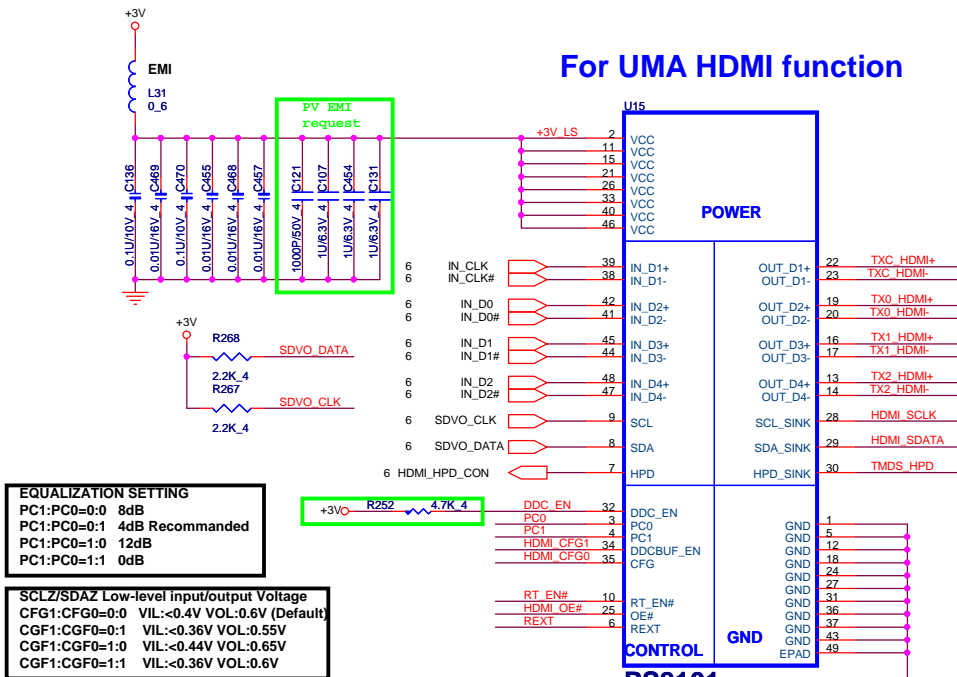 +3V
For UMA HDMI function
EMI
L31
0_6
PV EMI
request
U15
+3V_LS
C136
0.1U/10V_4
C469
0.01U/16V_4
C470
0.1U/10V_4
C455
0.01U/16V_4
C468
0.01U/16V_4
C457
0.01U/16V_4
C121
1000P/50V_4
C107
1U/6.3V_4
C454
1U/6.3V_4
C131
1U/6.3V_4
2 VCC
11 VCC
15 VCC
21 VCC
26 VCC
33 VCC
40 VCC
46 VCC
POWER
6 IN_CLK 39 IN_D1+
6 IN_CLK# 38 IN_D1-
6 IN_D0 42 IN_D2+
6 IN_D0# 41 IN_D2-
6 IN_D1 45 IN_D3+
6 IN_D1# 44 IN_D3-
6 IN_D2 48 IN_D4+
6 IN_D2# 47 IN_D4-
6 SDVO_CLK 9 SCL
6 SDVO_DATA 8 SDA
6 HDMI_HPD_CON 7 HPD
OUT_D1+ 22 TXC_HDMI+
OUT_D1- 23 TXC_HDMI-
OUT_D2+ 19 TX0_HDMI+
OUT_D2- 20 TX0_HDMI-
OUT_D3+ 16 TX1_HDMI+
OUT_D3- 17 TX1_HDMI-
OUT_D4+ 13 TX2_HDMI+
OUT_D4- 14 TX2_HDMI-
SCL_SINK 28 HDMI_SCLK
SDA_SINK 29 HDMI_SDATA
HPD_SINK 30 TMDS_HPD
+3V
R268
SDVO_DATA
2.2K_4
R267
SDVO_CLK
2.2K_4
+3V R252 4.7K_4
DDC_EN 32 DDC_EN
PC0 3 PC0
PC1 4 PC1
HDMI_CFG1 34 DDCBUF_EN
HDMI_CFG0 35 CFG
RT_EN# 10 RT_EN#
HDMI_OE# 25 OE#
REXT 6 REXT
CONTROL
GND
GND 1
GND 5
GND 12
GND 18
GND 24
GND 27
GND 31
GND 36
GND 37
GND 43
EPAD 49
EQUALIZATION SETTING
PC1:PC0=0:0 8dB
PC1:PC0=0:1 4dB Recommanded
PC1:PC0=1:0 12dB
PC1:PC0=1:1 0dB
SCLZ/SDAZ Low-level input/output Voltage
CFG1:CFG0=0:0 VIL:<0.4V VOL:0.6V (Default)
CGF1:CGF0=0:1 VIL:<0.36V VOL:0.55V
CGF1:CGF0=1:0 VIL:<0.44V VOL:0.65V
CGF1:CGF0=1:1 VIL:<0.36V VOL:0.6V